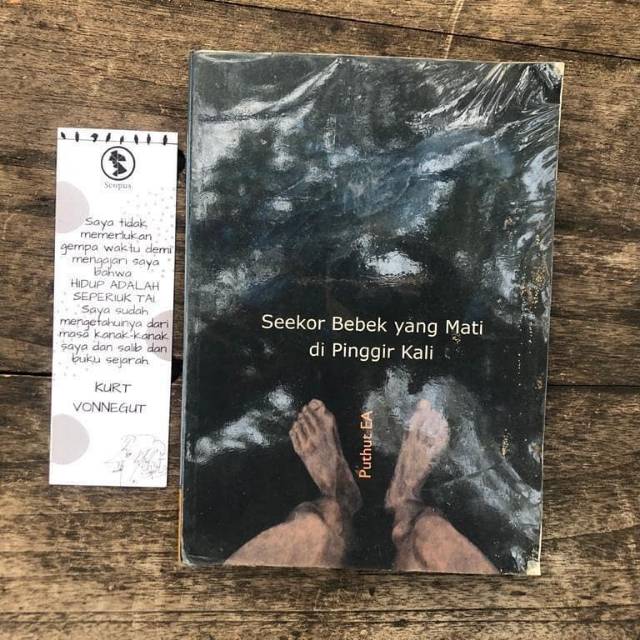 Scopus
Saya tidak
memerlukan
gempa waktu demi
mengajari saya
bahwa
HIDUP ADALAH
SEPERIUK TAI
Saya sudah
mengetahuinya dari
masa kanak-kanak
saya dan salib dan
buku sejarah.
KURT
VONNEGUT
Seekor Bebek yang Mati
di Pinggir Kali
Puthut EA